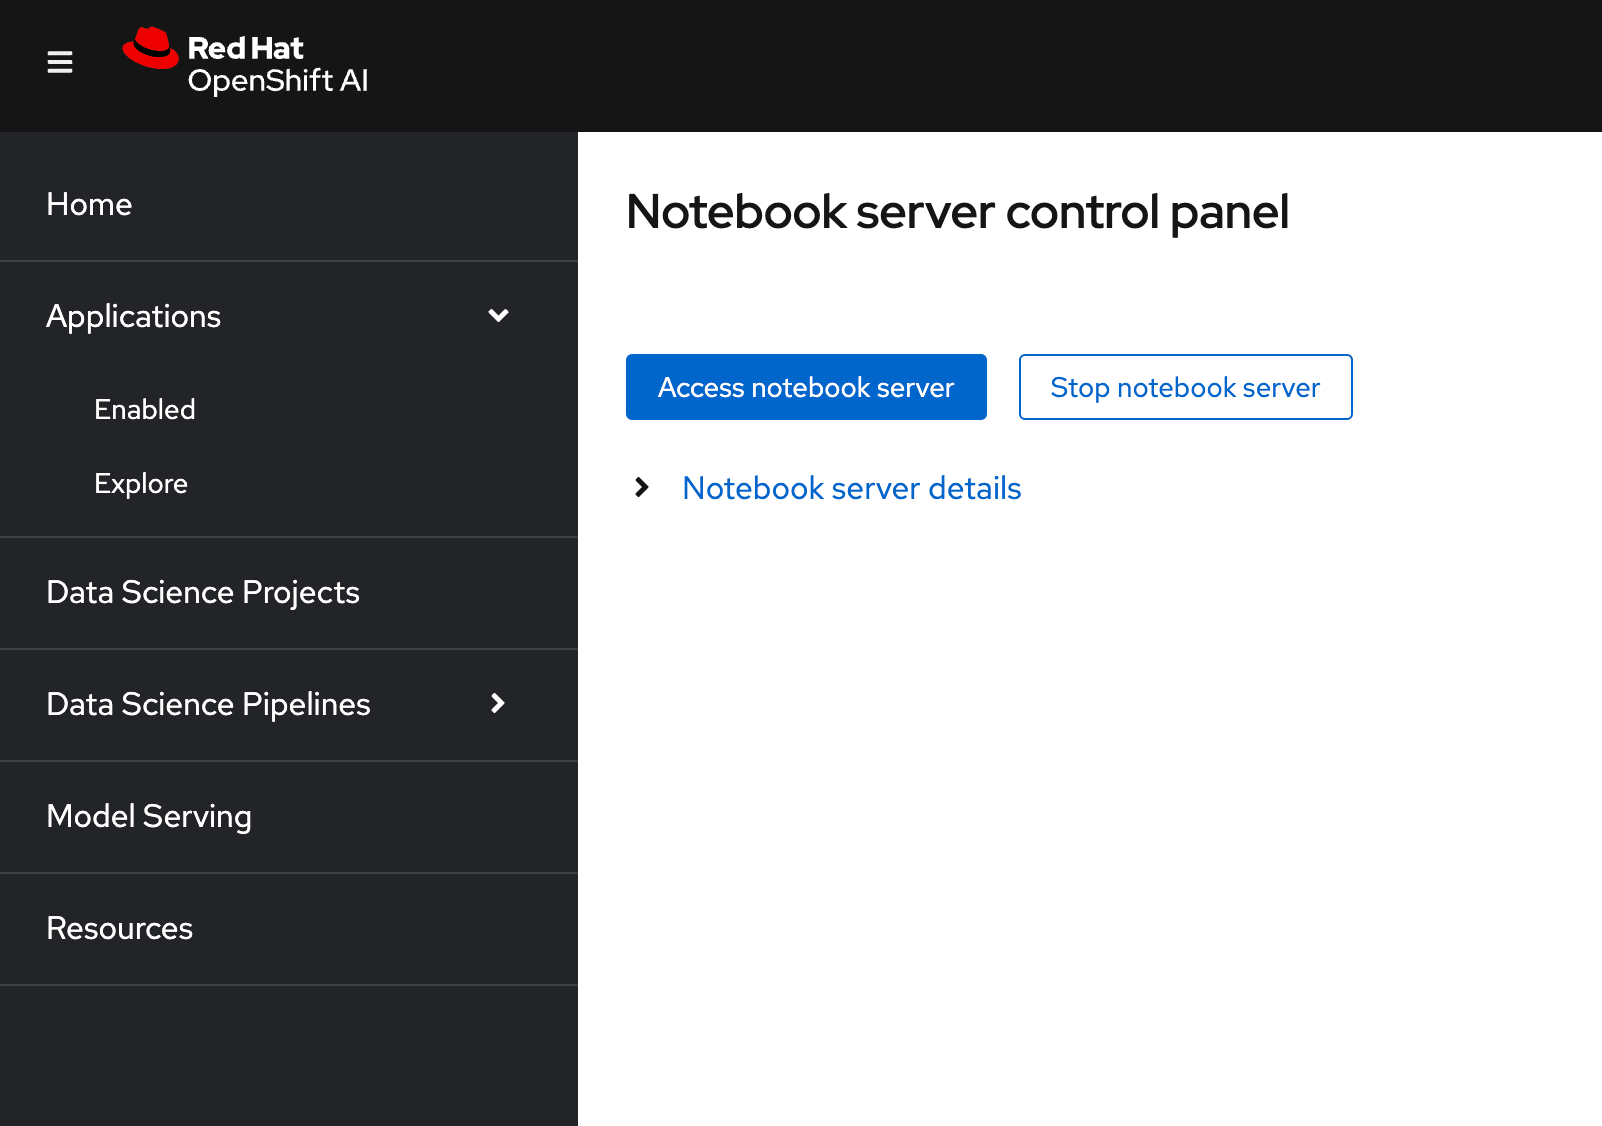 Red Hat
OpenShift AI
Home
Applications
Enabled
Explore
Data Science Projects
Data Science Pipelines
Model Serving
Resources
Notebook server control panel
Access notebook server
Stop notebook server
Notebook server details